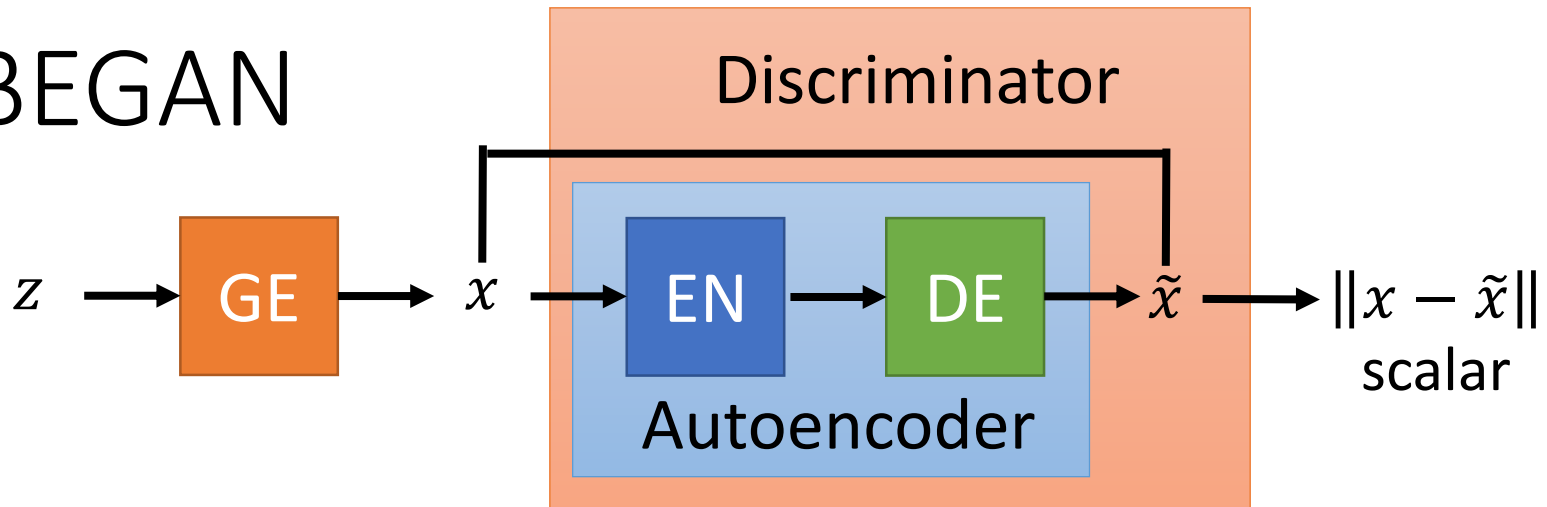 BEGAN
Discriminator
z GE x EN DE x̃ ‖x − x̃‖
scalar
Autoencoder